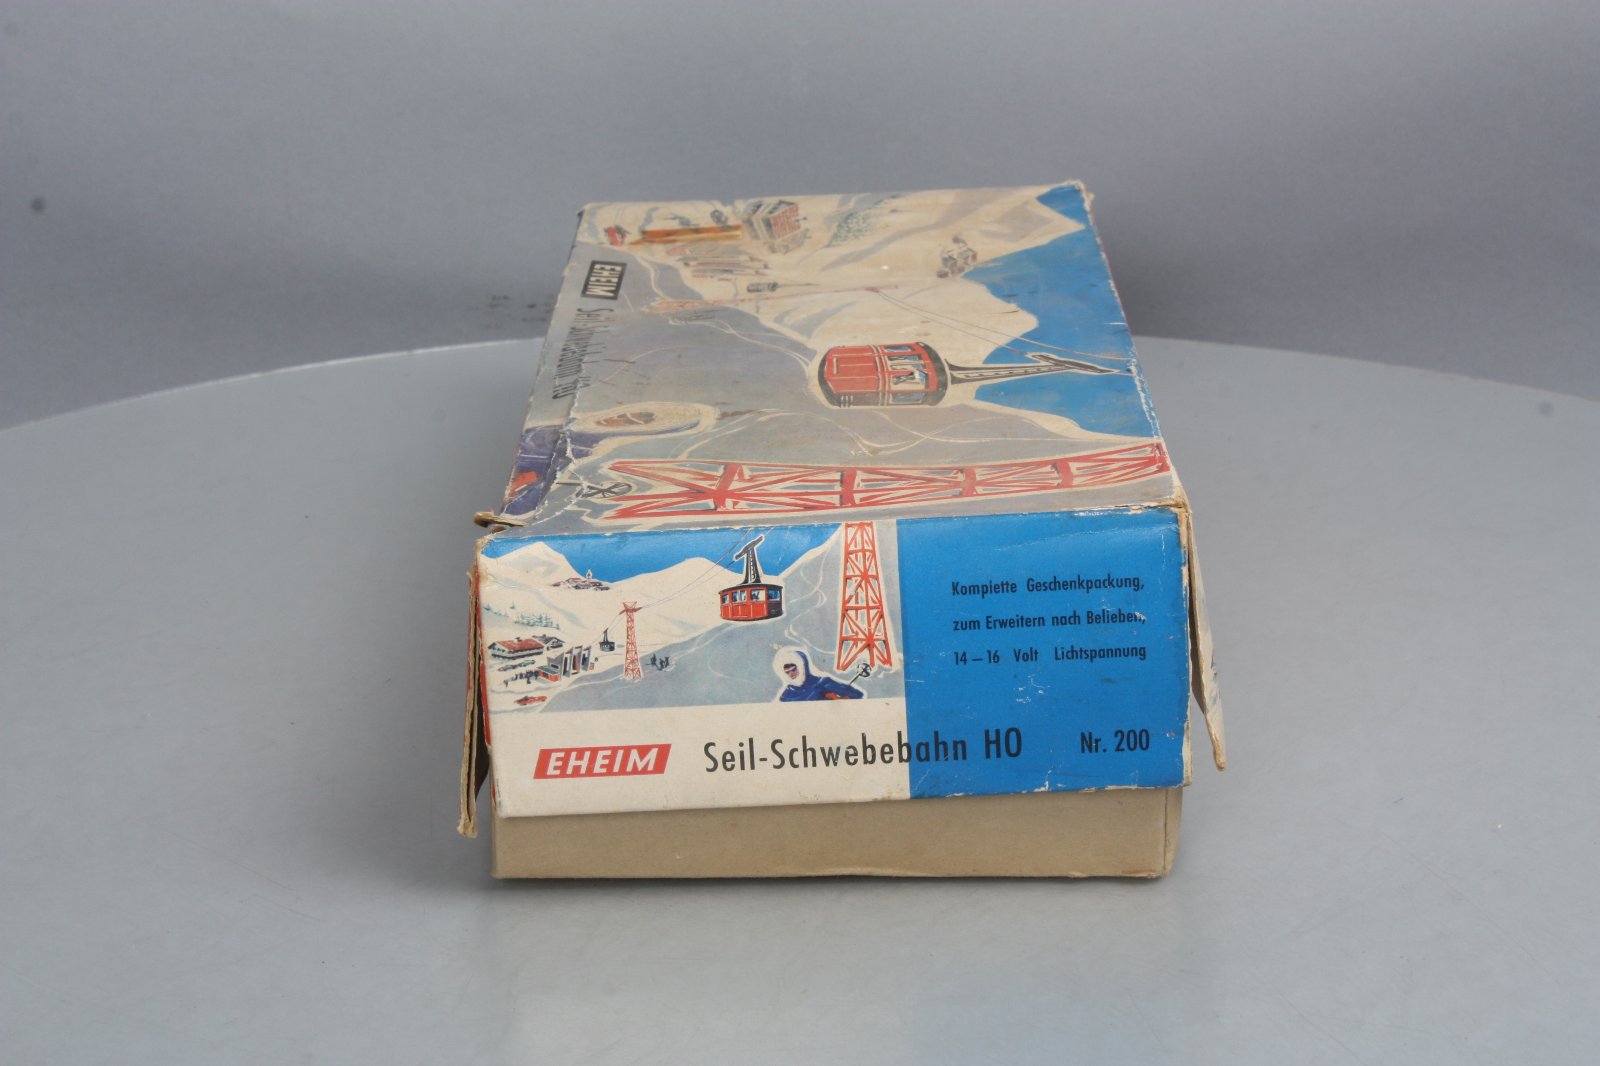 EHEIM Seil-Schwebebahn HO
Komplette Geschenkpackung,
zum Erweitern nach Belieben,
14 – 16 Volt Lichtspannung
EHEIM Seil-Schwebebahn HO Nr. 200